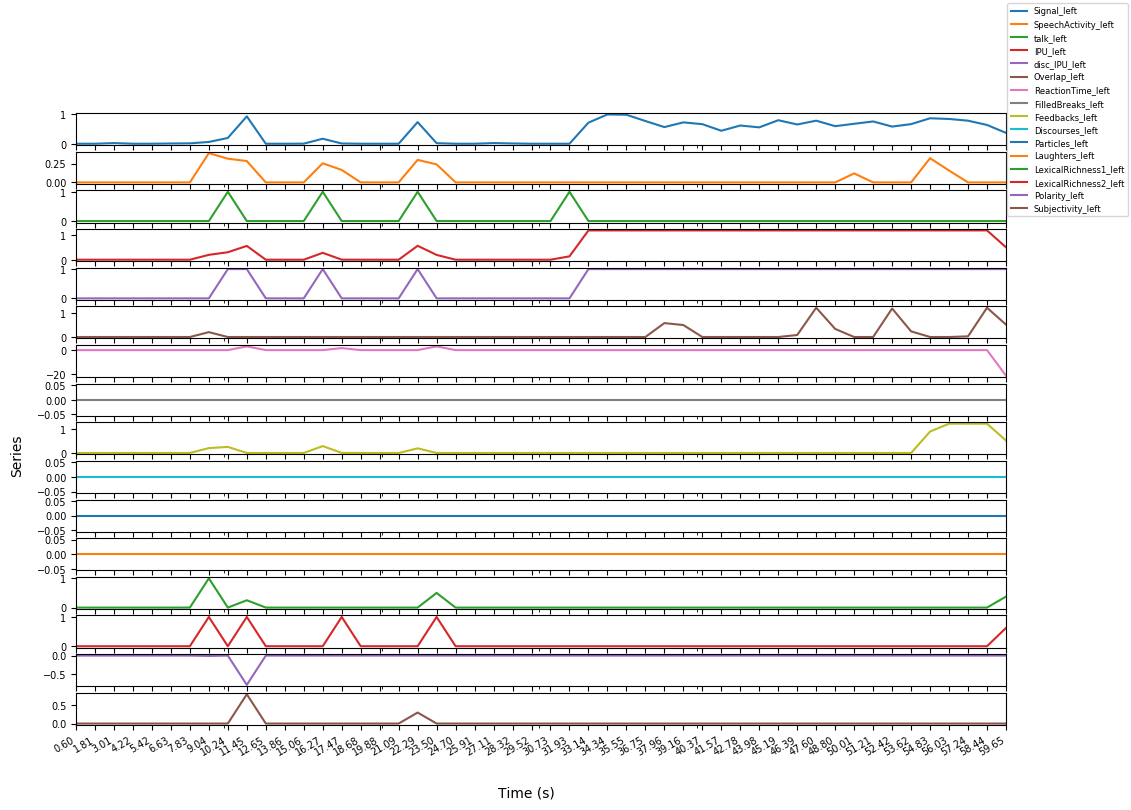 Signal_left
SpeechActivity_left
talk_left
IPU_left
disc_IPU_left
Overlap_left
ReactionTime_left
FilledBreaks_left
Feedbacks_left
Discourses_left
Particles_left
Laughters_left
LexicalRichness1_left
LexicalRichness2_left
Polarity_left
Subjectivity_left
1
0
0.25
0.00
1
0
1
0
1
0
1
0
0
−20
0.05
0.00
−0.05
1
0
0.05
0.00
−0.05
0.05
0.00
−0.05
0.05
0.00
−0.05
1
0
1
0
0.0
−0.5
0.5
0.0
Series
0.60 1.81 3.01 4.22 5.42 6.63 7.83 9.04 10.24 11.45 12.65 13.86 15.06 16.27 17.47 18.68 19.88 21.09 22.29 23.50 24.70 25.91 27.11 28.32 29.52 30.73 31.93 33.14 34.34 35.55 36.75 37.96 39.16 40.37 41.57 42.78 43.98 45.19 46.39 47.60 48.80 50.01 51.21 52.42 53.62 54.83 56.03 57.24 58.44 59.65
Time (s)